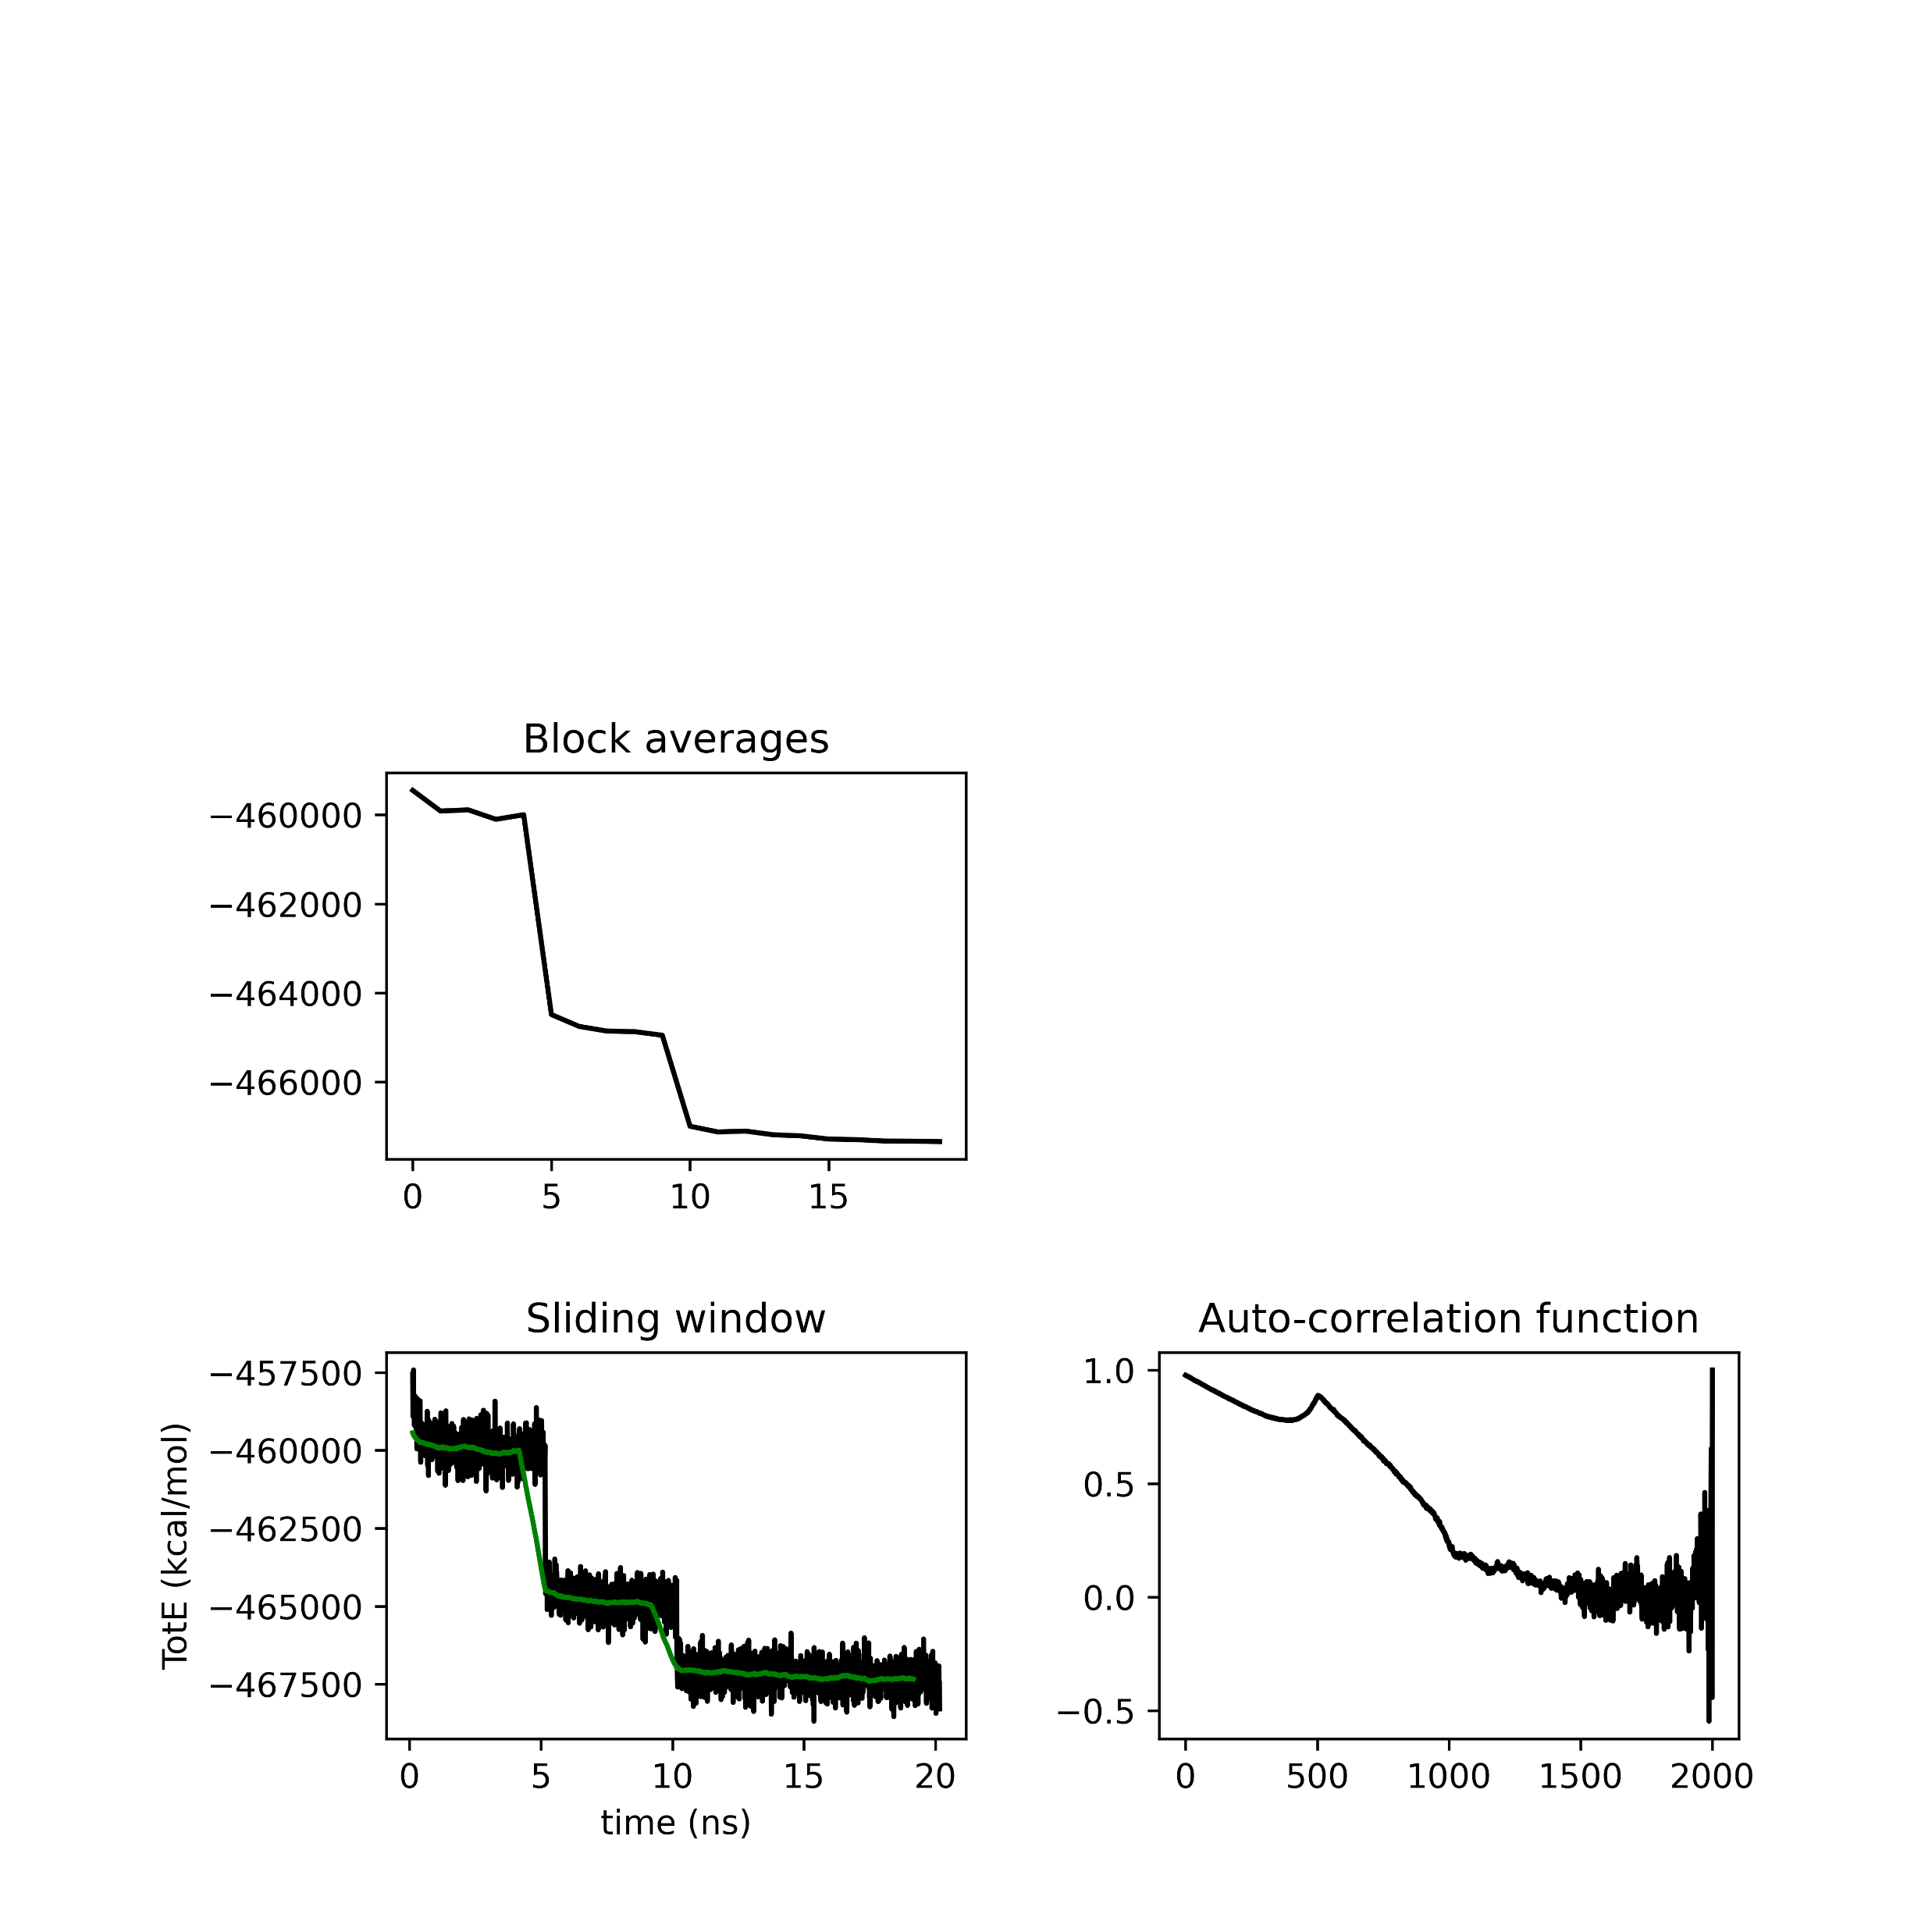 Block averages
−460000
−462000
−464000
−466000
0 5 10 15
Sliding window
−457500
−460000
−462500
−465000
−467500
TotE (kcal/mol)
0 5 10 15 20
time (ns)
Auto-correlation function
1.0
0.5
0.0
−0.5
0 500 1000 1500 2000